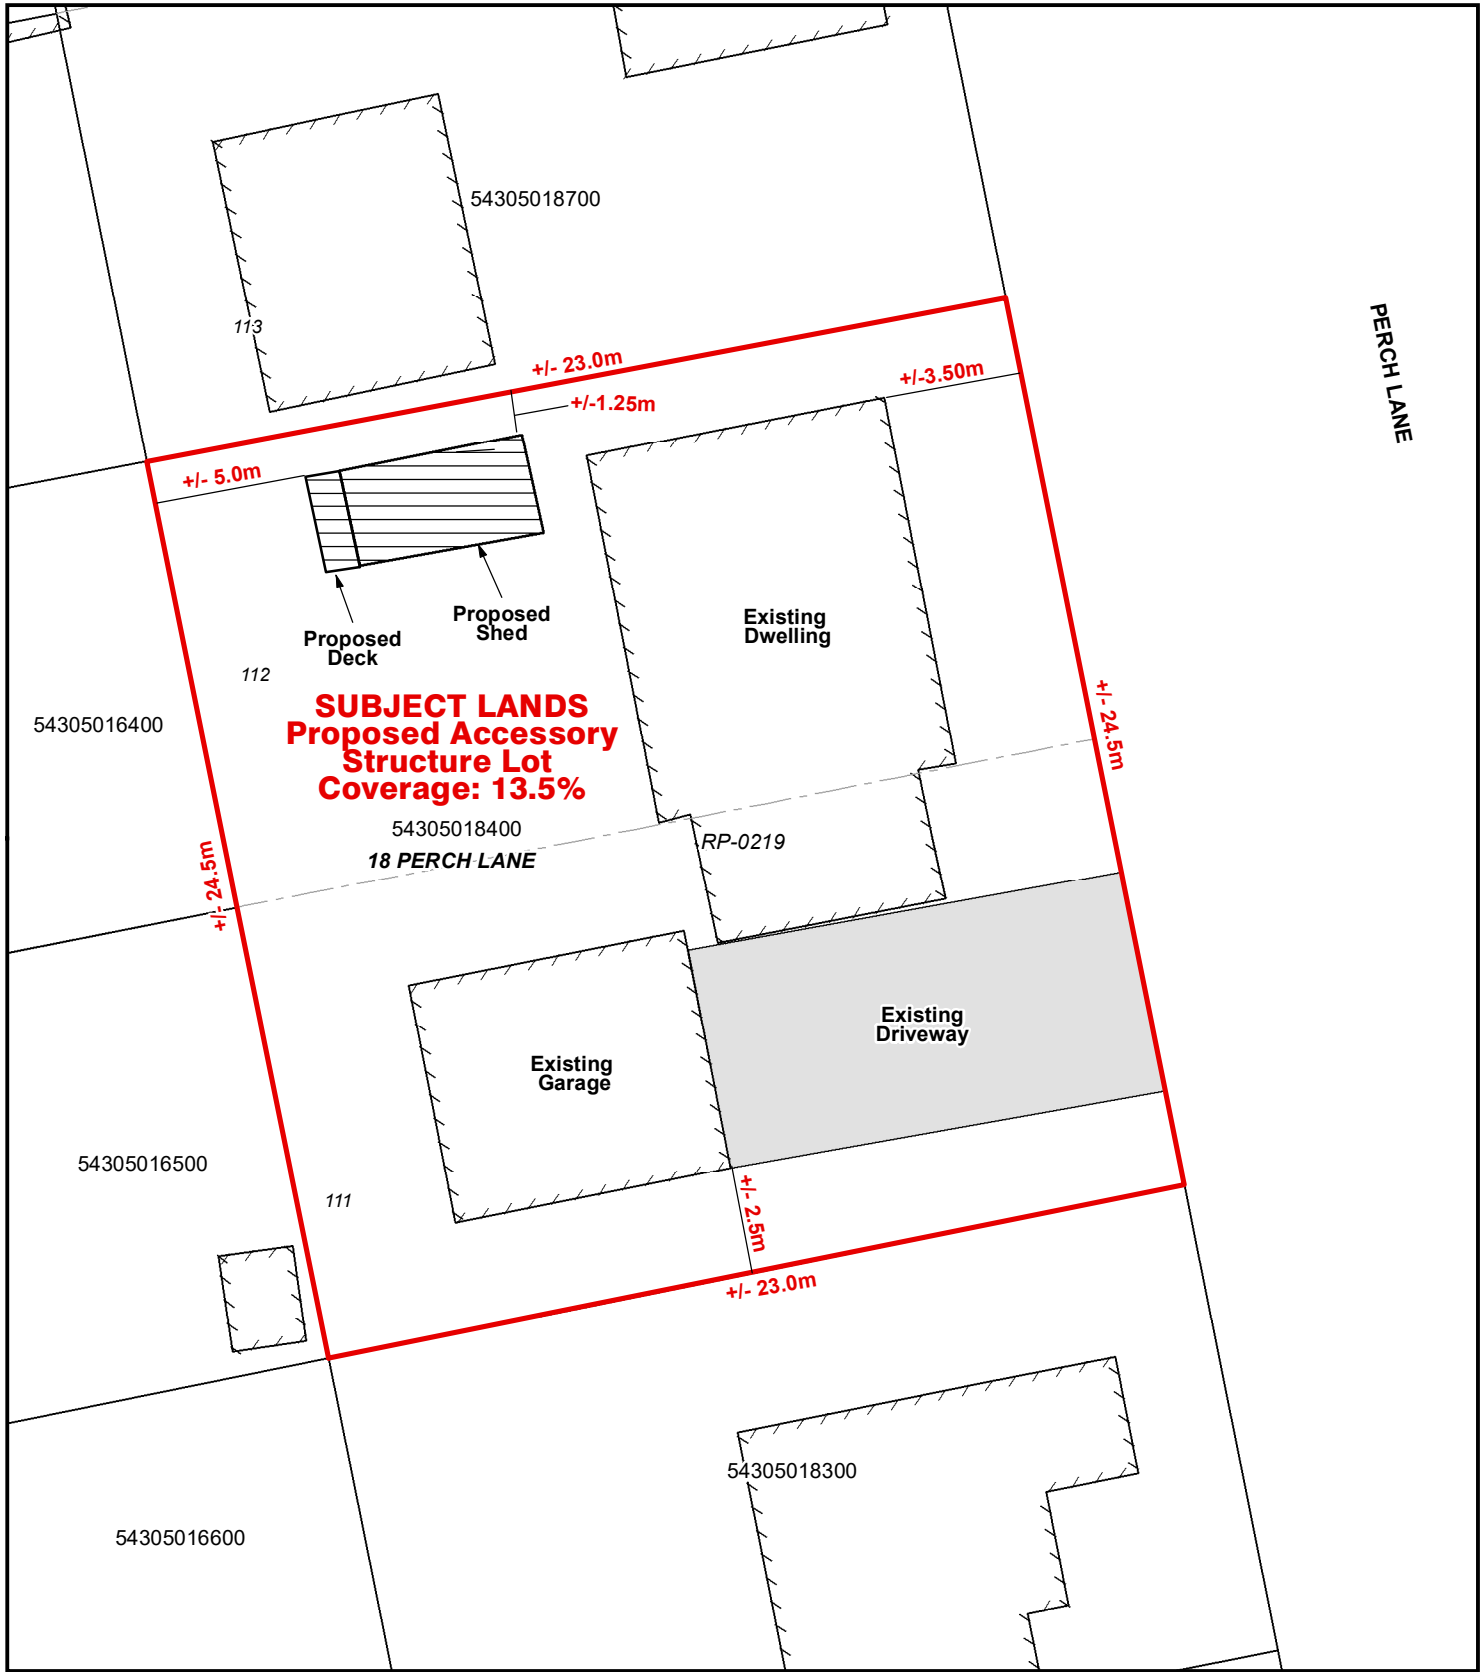 54305018700
113
PERCH LANE
+/- 23.0m
+/-3.50m
+/-1.25m
+/- 5.0m
Proposed
Shed
Existing
Dwelling
Proposed
Deck
112
SUBJECT LANDS
Proposed Accessory
Structure Lot
Coverage: 13.5%
54305016400
+/- 24.5m
54305018400
RP-0219
18 PERCH LANE
+/- 24.5m
Existing
Driveway
Existing
Garage
54305016500
111
+/- 2.5m
+/- 23.0m
54305018300
54305016600